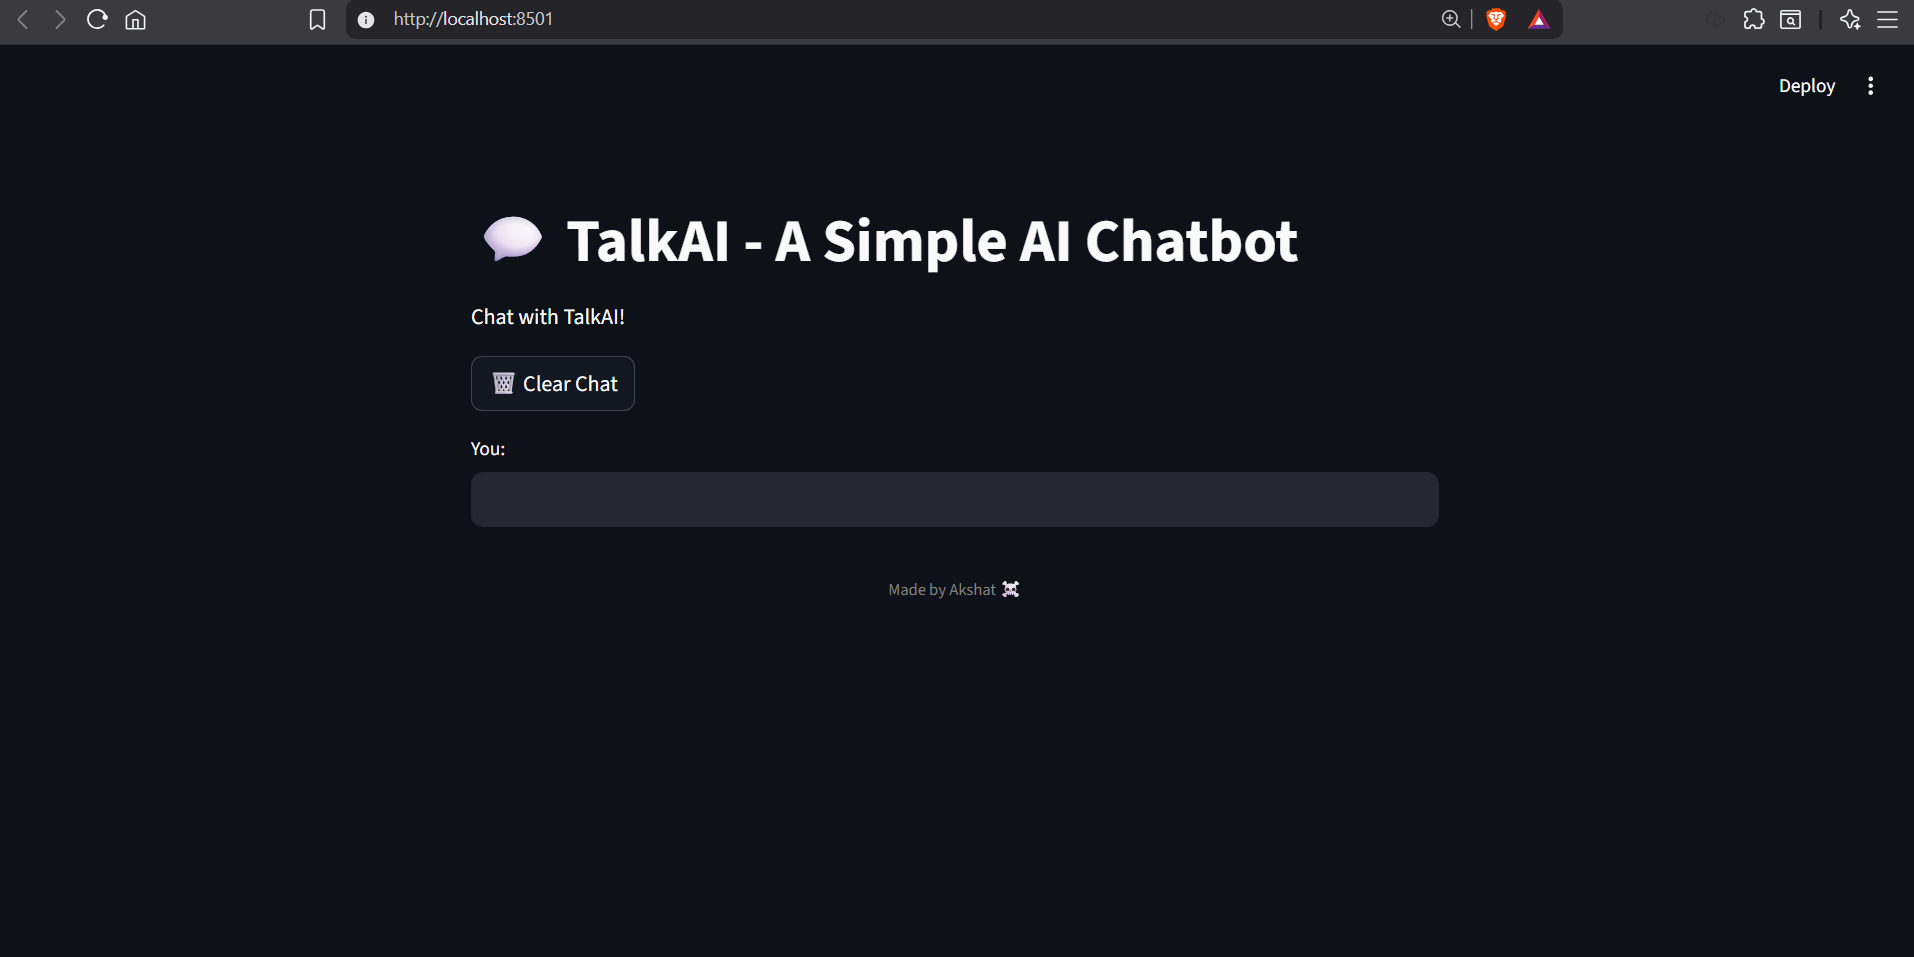 http://localhost:8501
Deploy
TalkAI - A Simple AI Chatbot
Chat with TalkAI!
Clear Chat
You:
Made by Akshat ☠️